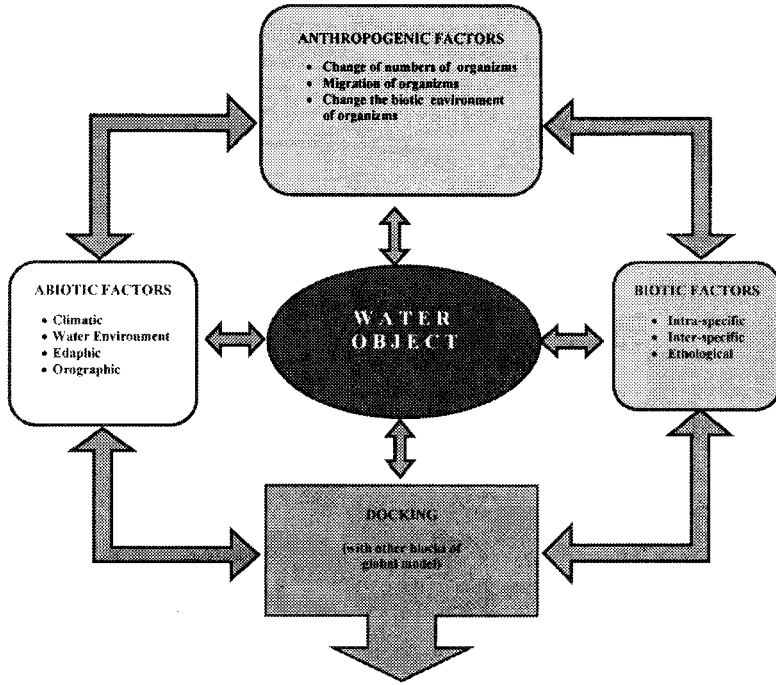 ANTHROPOGENIC FACTORS
• Change of numbers of organizms
• Migration of organizms
• Change the biotic environment
of organizms
ABIOTIC FACTORS
• Climatic
• Water Environment
• Edaphic
• Orographic
WATER
OBJECT
BIOTIC FACTORS
• Intra-specific
• Inter-specific
• Ethological
DOCKING
(with other blocks of
global model)